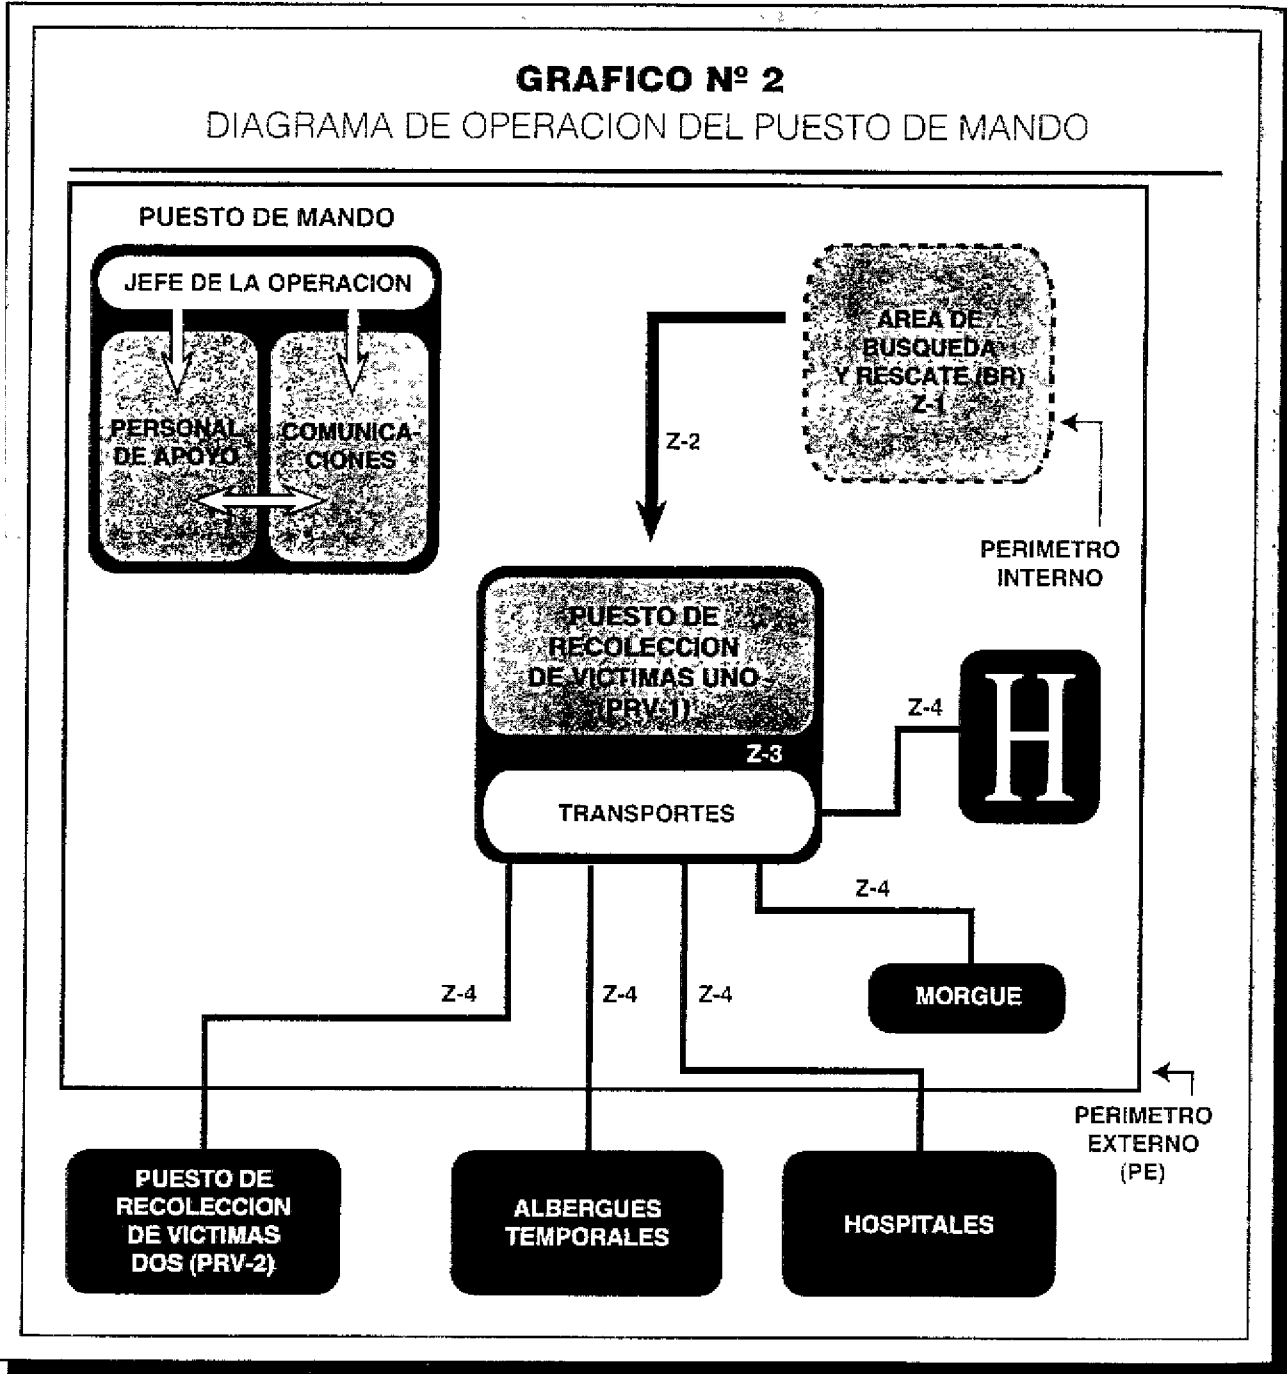 GRAFICO Nº 2
DIAGRAMA DE OPERACION DEL PUESTO DE MANDO
PUESTO DE MANDO
JEFE DE LA OPERACION
PERSONAL
DE APOYO
COMUNICA-
CIONES
AREA DE
BUSQUEDA
Y RESCATE (BR)
Z-1
Z-2
PERIMETRO
INTERNO
PUESTO DE
RECOLECCION
DE VICTIMAS UNO
(PRV-1)
Z-3
TRANSPORTES
Z-4
H
Z-4
MORGUE
Z-4
Z-4
Z-4
PERIMETRO
EXTERNO
(PE)
PUESTO DE
RECOLECCION
DE VICTIMAS
DOS (PRV-2)
ALBERGUES
TEMPORALES
HOSPITALES